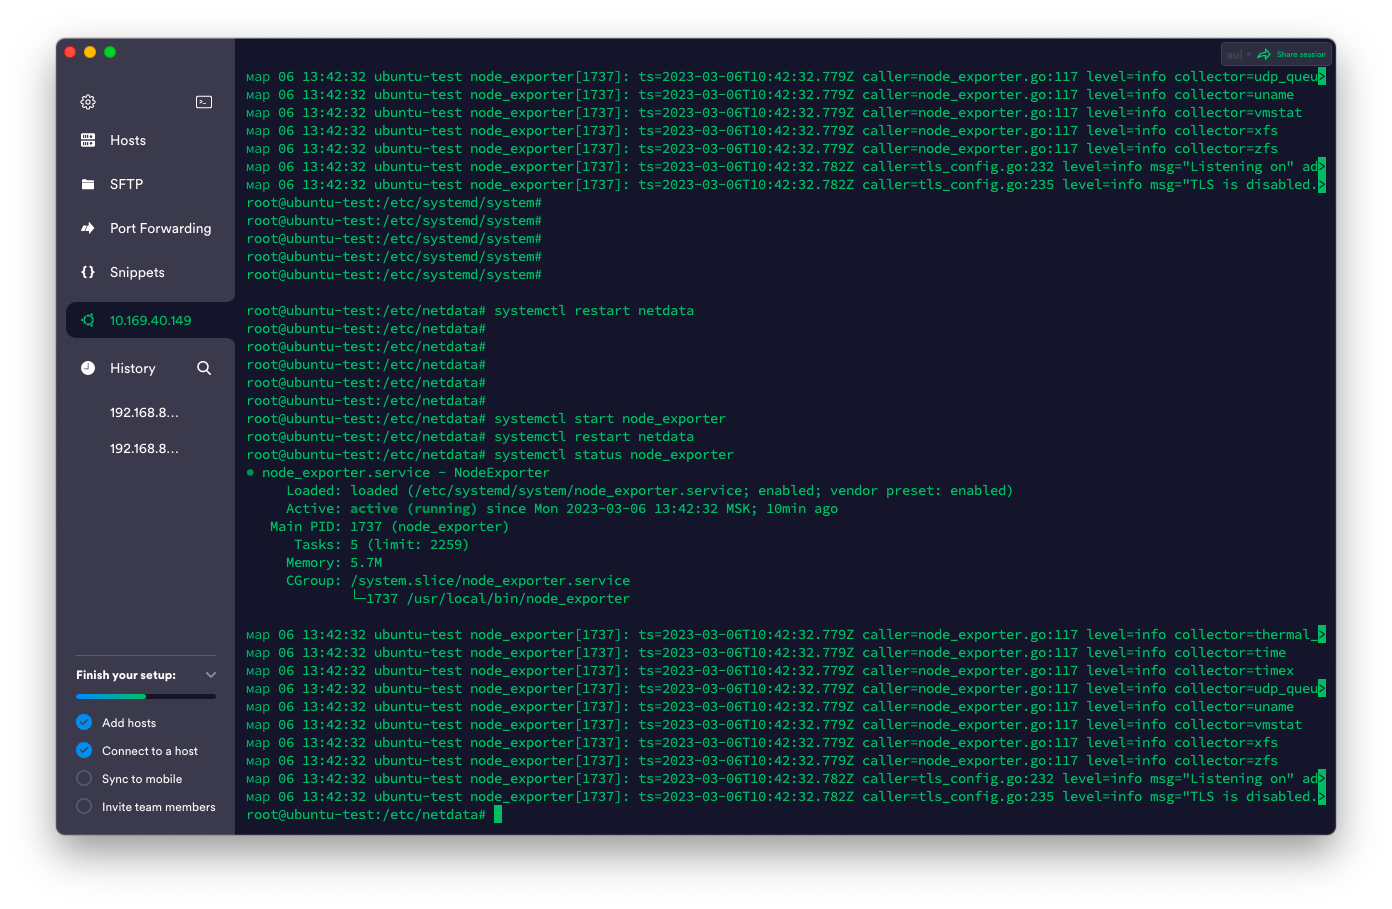 au| Share session
Hosts
SFTP
Port Forwarding
Snippets
10.169.40.149
History
192.168.8...
192.168.8...
Finish your setup:
Add hosts
Connect to a host
Sync to mobile
Invite team members
мар 06 13:42:32 ubuntu-test node_exporter[1737]: ts=2023-03-06T10:42:32.779Z caller=node_exporter.go:117 level=info collector=udp_queu>
мар 06 13:42:32 ubuntu-test node_exporter[1737]: ts=2023-03-06T10:42:32.779Z caller=node_exporter.go:117 level=info collector=uname
мар 06 13:42:32 ubuntu-test node_exporter[1737]: ts=2023-03-06T10:42:32.779Z caller=node_exporter.go:117 level=info collector=vmstat
мар 06 13:42:32 ubuntu-test node_exporter[1737]: ts=2023-03-06T10:42:32.779Z caller=node_exporter.go:117 level=info collector=xfs
мар 06 13:42:32 ubuntu-test node_exporter[1737]: ts=2023-03-06T10:42:32.779Z caller=node_exporter.go:117 level=info collector=zfs
мар 06 13:42:32 ubuntu-test node_exporter[1737]: ts=2023-03-06T10:42:32.782Z caller=tls_config.go:232 level=info msg="Listening on" ad>
мар 06 13:42:32 ubuntu-test node_exporter[1737]: ts=2023-03-06T10:42:32.782Z caller=tls_config.go:235 level=info msg="TLS is disabled.>
root@ubuntu-test:/etc/systemd/system#
root@ubuntu-test:/etc/systemd/system#
root@ubuntu-test:/etc/systemd/system#
root@ubuntu-test:/etc/systemd/system#
root@ubuntu-test:/etc/systemd/system#
root@ubuntu-test:/etc/netdata# systemctl restart netdata
root@ubuntu-test:/etc/netdata#
root@ubuntu-test:/etc/netdata#
root@ubuntu-test:/etc/netdata#
root@ubuntu-test:/etc/netdata#
root@ubuntu-test:/etc/netdata#
root@ubuntu-test:/etc/netdata# systemctl start node_exporter
root@ubuntu-test:/etc/netdata# systemctl restart netdata
root@ubuntu-test:/etc/netdata# systemctl status node_exporter
● node_exporter.service - NodeExporter
Loaded: loaded (/etc/systemd/system/node_exporter.service; enabled; vendor preset: enabled)
Active: active (running) since Mon 2023-03-06 13:42:32 MSK; 10min ago
Main PID: 1737 (node_exporter)
Tasks: 5 (limit: 2259)
Memory: 5.7M
CGroup: /system.slice/node_exporter.service
└─1737 /usr/local/bin/node_exporter
мар 06 13:42:32 ubuntu-test node_exporter[1737]: ts=2023-03-06T10:42:32.779Z caller=node_exporter.go:117 level=info collector=thermal_>
мар 06 13:42:32 ubuntu-test node_exporter[1737]: ts=2023-03-06T10:42:32.779Z caller=node_exporter.go:117 level=info collector=time
мар 06 13:42:32 ubuntu-test node_exporter[1737]: ts=2023-03-06T10:42:32.779Z caller=node_exporter.go:117 level=info collector=timex
мар 06 13:42:32 ubuntu-test node_exporter[1737]: ts=2023-03-06T10:42:32.779Z caller=node_exporter.go:117 level=info collector=udp_queu>
мар 06 13:42:32 ubuntu-test node_exporter[1737]: ts=2023-03-06T10:42:32.779Z caller=node_exporter.go:117 level=info collector=uname
мар 06 13:42:32 ubuntu-test node_exporter[1737]: ts=2023-03-06T10:42:32.779Z caller=node_exporter.go:117 level=info collector=vmstat
мар 06 13:42:32 ubuntu-test node_exporter[1737]: ts=2023-03-06T10:42:32.779Z caller=node_exporter.go:117 level=info collector=xfs
мар 06 13:42:32 ubuntu-test node_exporter[1737]: ts=2023-03-06T10:42:32.779Z caller=node_exporter.go:117 level=info collector=zfs
мар 06 13:42:32 ubuntu-test node_exporter[1737]: ts=2023-03-06T10:42:32.782Z caller=tls_config.go:232 level=info msg="Listening on" ad>
мар 06 13:42:32 ubuntu-test node_exporter[1737]: ts=2023-03-06T10:42:32.782Z caller=tls_config.go:235 level=info msg="TLS is disabled.>
root@ubuntu-test:/etc/netdata#